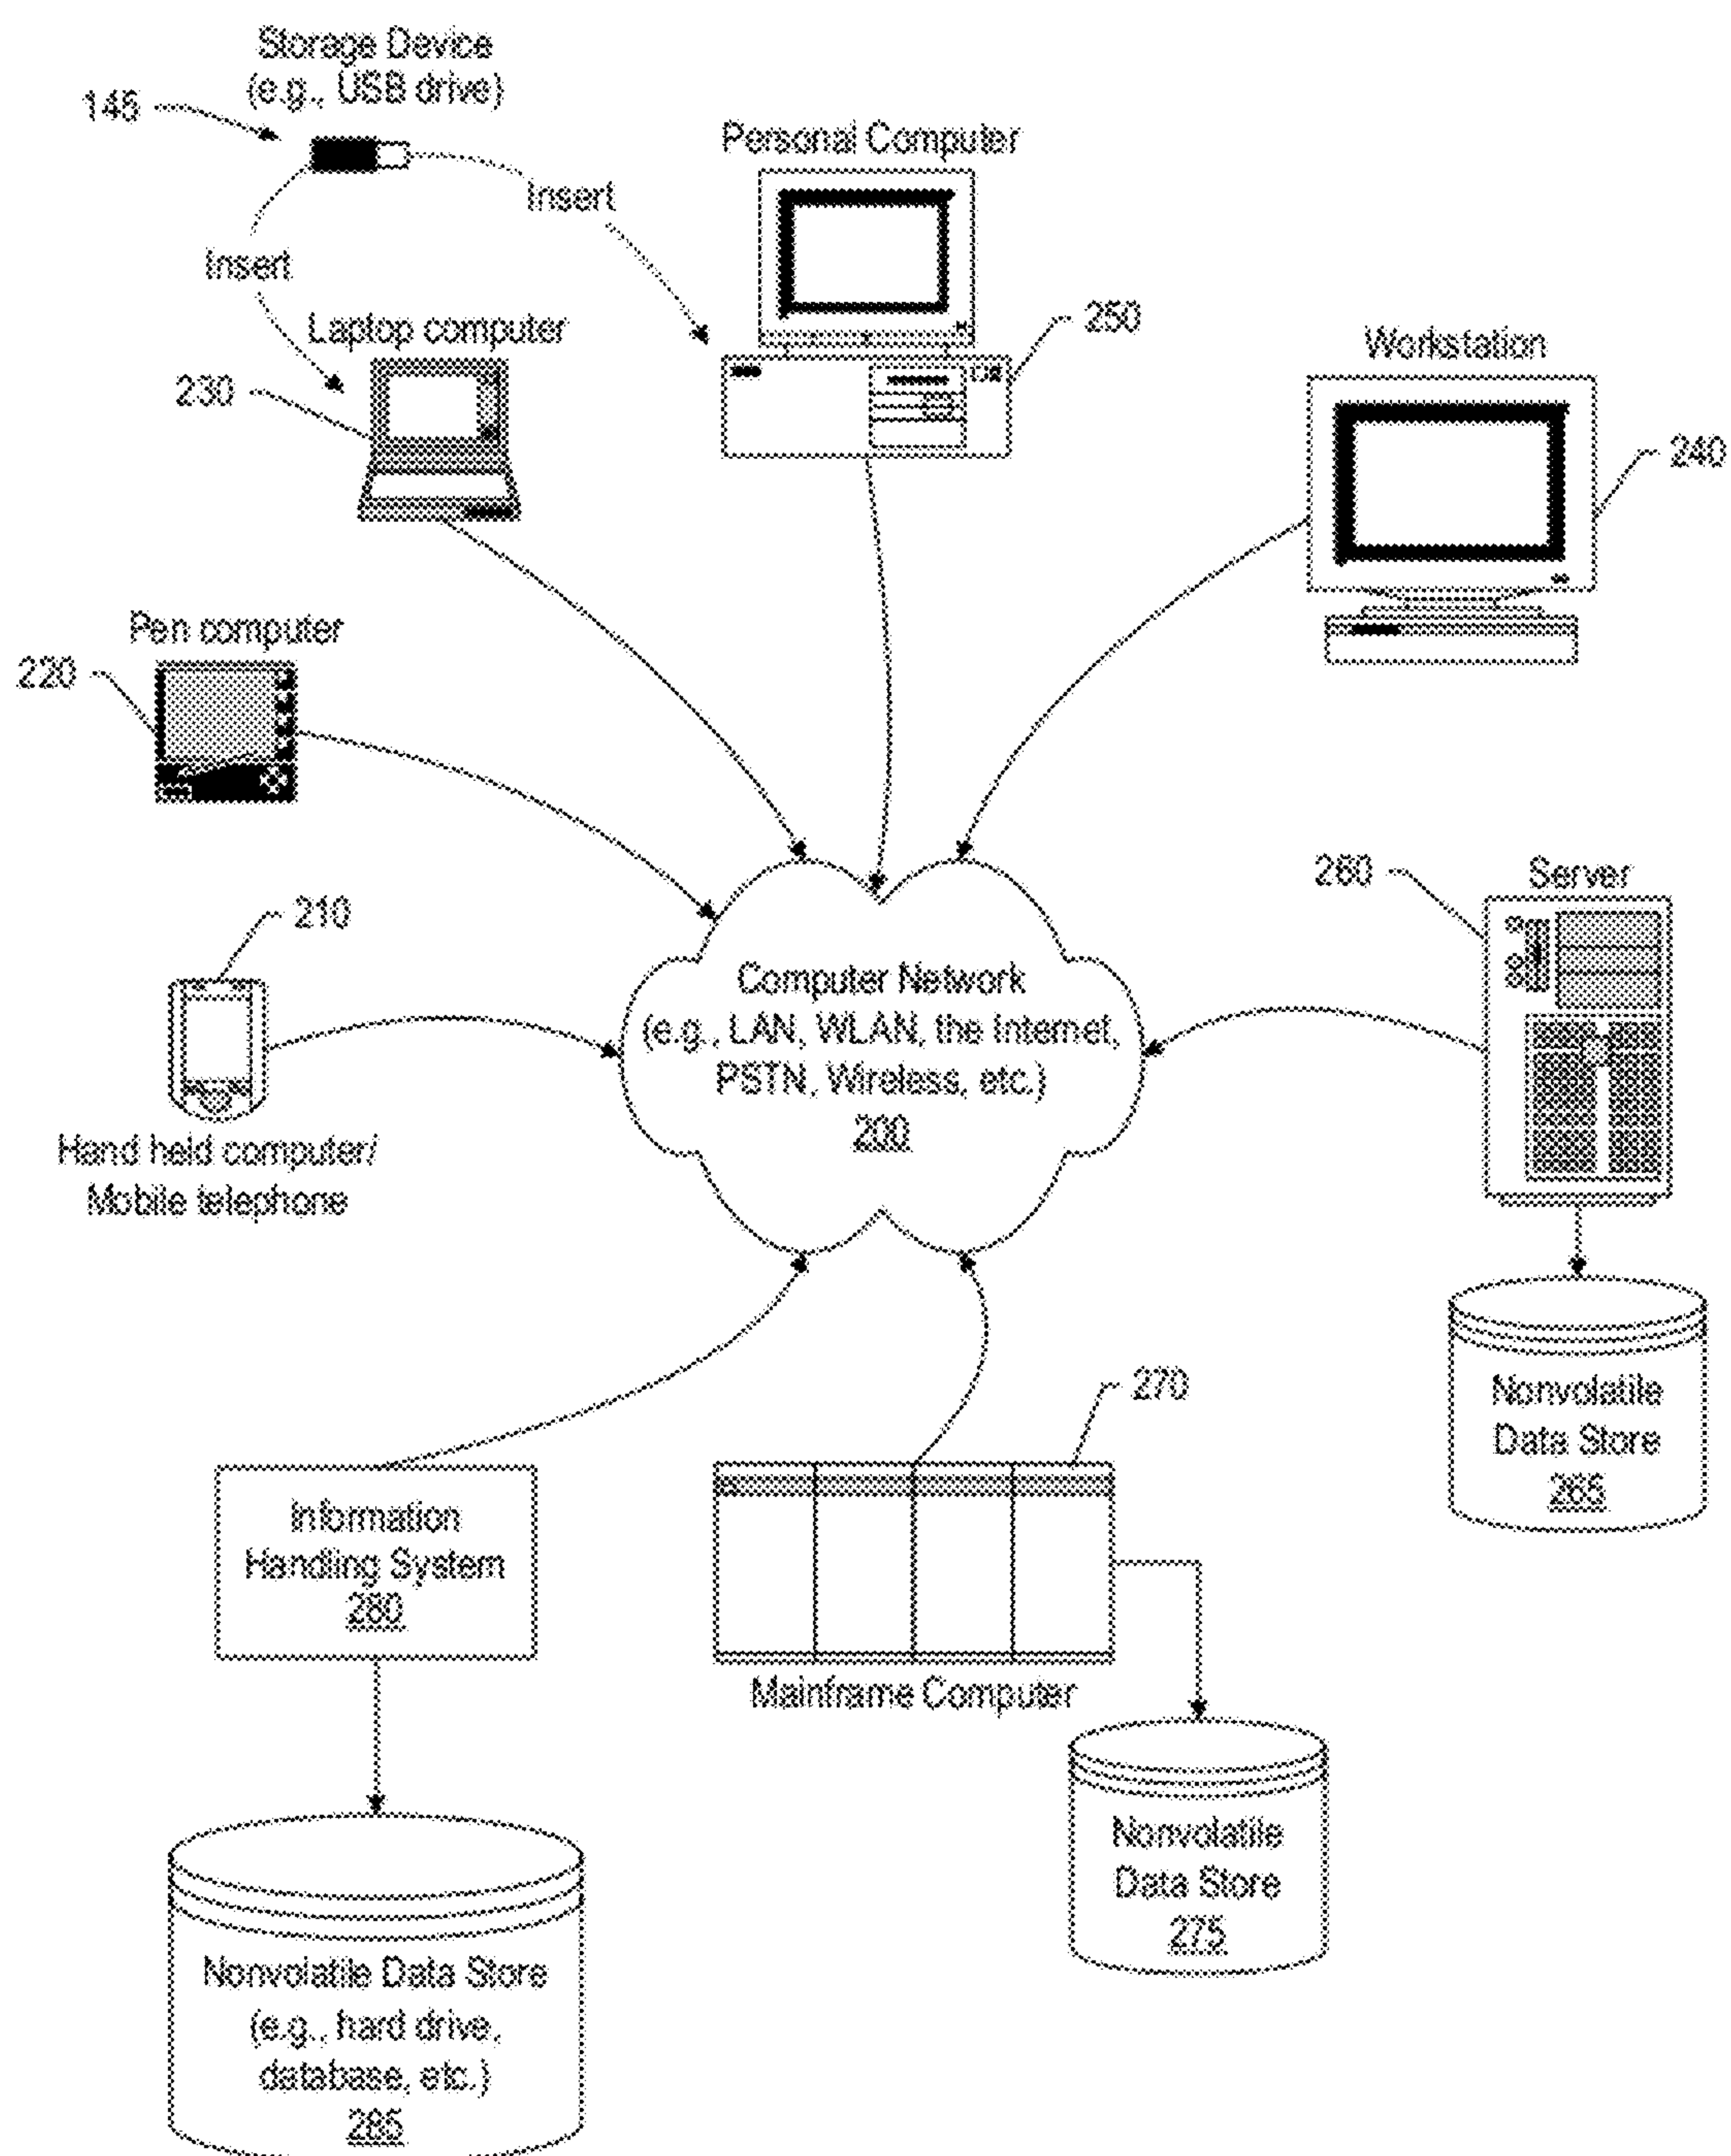 Storage Device
(e.g., USB drive)
145
Insert
Insert
Personal Computer
250
Laptop computer
230
Workstation
240
Pen computer
220
210
Hand held computer/
Mobile telephone
Computer Network
(e.g., LAN, WLAN, the Internet,
PSTN, Wireless, etc.)
200
260
Server
Nonvolatile
Data Store
265
270
Mainframe Computer
Nonvolatile
Data Store
275
Information
Handling System
280
Nonvolatile Data Store
(e.g., hard drive,
database, etc.)
285